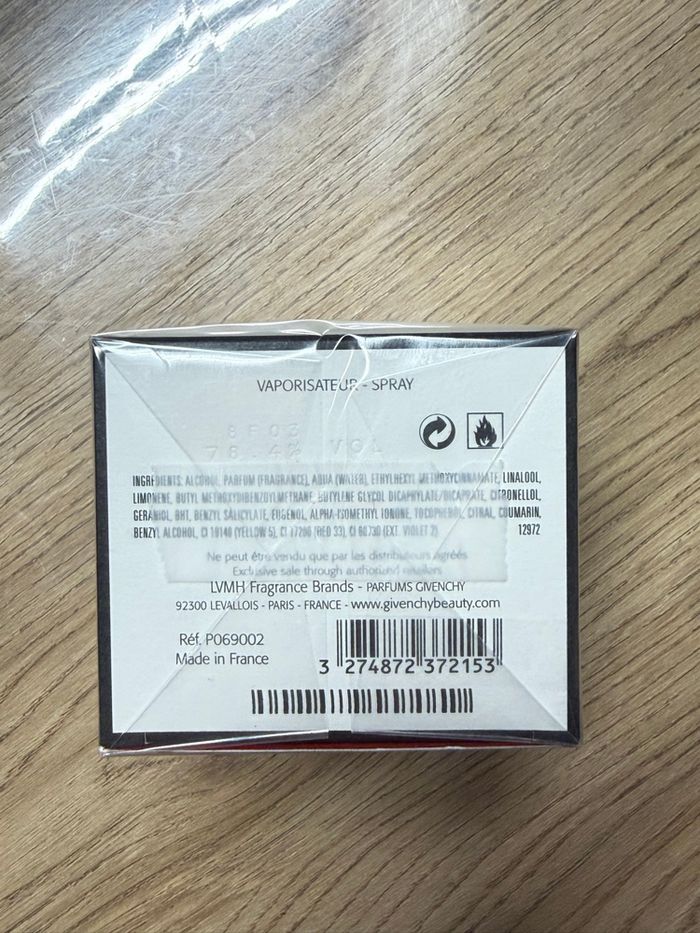 VAPORISATEUR - SPRAY
8F03
78.4% VOL
INGREDIENTS: ALCOHOL, PARFUM (FRAGRANCE), AQUA (WATER), ETHYLHEXYL METHOXYCINNAMATE, LINALOOL,
LIMONENE, BUTYL METHOXYDIBENZOYLMETHANE, BUTYLENE GLYCOL DICAPRYLATE/DICAPRATE, CITRONELLOL,
GERANIOL, BHT, BENZYL SALICYLATE, EUGENOL, ALPHA-ISOMETHYL IONONE, TOCOPHEROL, CITRAL, COUMARIN,
BENZYL ALCOHOL, CI 19140 (YELLOW 5), CI 17200 (RED 33), CI 60730 (EXT. VIOLET 2). 12972
Ne peut être vendu que par les distributeurs agréés
Exclusive sale through authorized retailers
LVMH Fragrance Brands - PARFUMS GIVENCHY
92300 LEVALLOIS - PARIS - FRANCE - www.givenchybeauty.com
Réf. P069002
Made in France
3 274872 372153